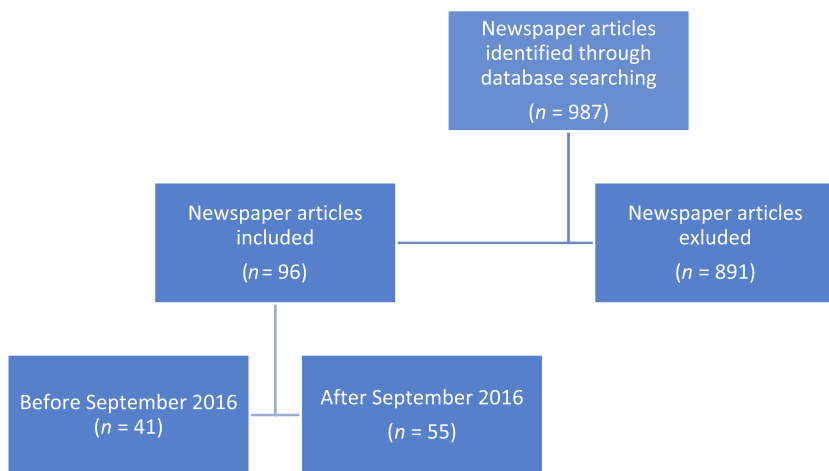 Newspaper articles
identified through
database searching
(n = 987)
Newspaper articles
included
(n = 96)
Newspaper articles
exluded
(n = 891)
Before September 2016
(n = 41)
After September 2016
(n = 55)